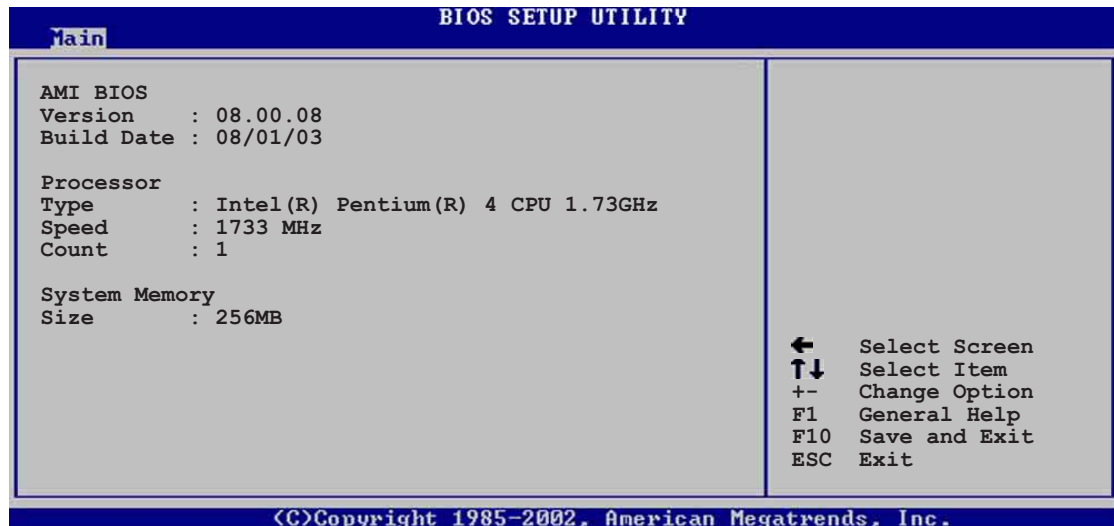 BIOS SETUP UTILITY
Main
AMI BIOS
Version : 08.00.08
Build Date : 08/01/03
Processor
Type : Intel(R) Pentium(R) 4 CPU 1.73GHz
Speed : 1733 MHz
Count : 1
System Memory
Size : 256MB
← Select Screen
↑↓ Select Item
+- Change Option
F1 General Help
F10 Save and Exit
ESC Exit
(C)Copyright 1985-2002, American Megatrends, Inc.